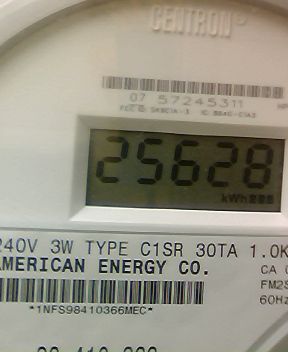 CENTRON
07 57245311
25628
kWh
240V 3W TYPE C1SR 30TA 1.0K
AMERICAN ENERGY CO.
CA
FM2S
60Hz
*1NFS98410366MEC*